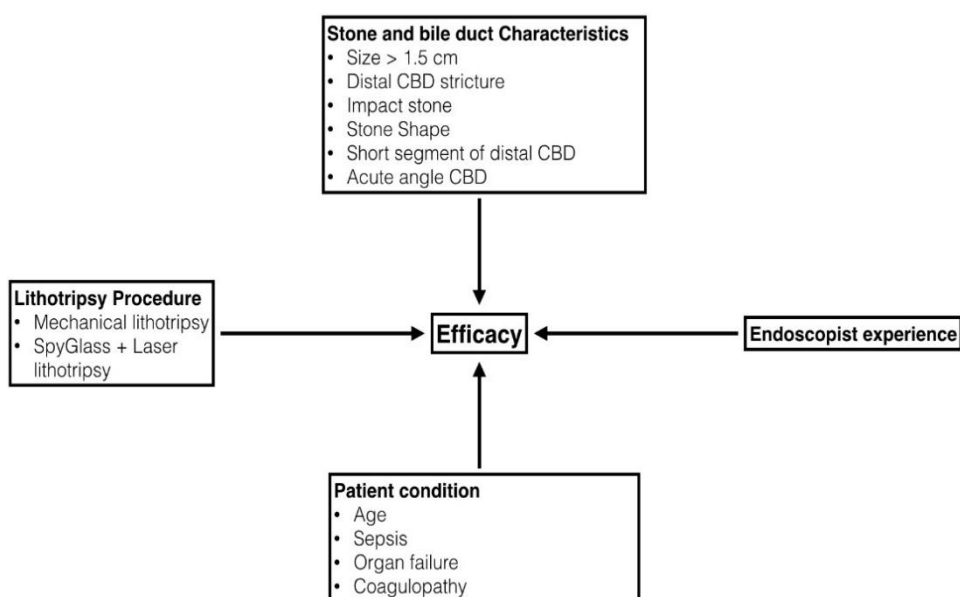 Stone and bile duct Characteristics
• Size > 1.5 cm
• Distal CBD stricture
• Impact stone
• Stone Shape
• Short segment of distal CBD
• Acute angle CBD
Lithotripsy Procedure
• Mechanical lithotripsy
• SpyGlass + Laser
lithotripsy
Efficacy
Endoscopist experience
Patient condition
• Age
• Sepsis
• Organ failure
• Coagulopathy